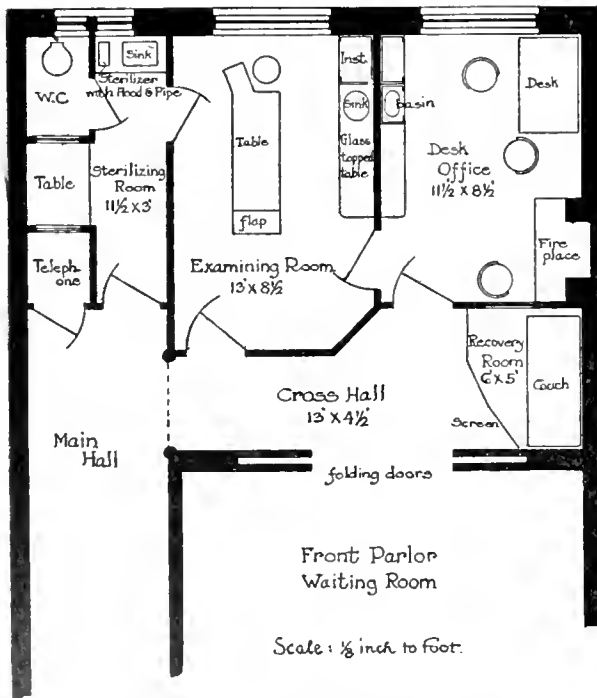 W.C
Sink
Sterilizer
with Hood & Pipe
Table
Sterilizing
Room
11½ x 3'
Teleph-
one
Table
flap
Examining Room
13' x 8½'
Inst
Sink
Glass
topped
table
basin
Desk
Desk
Office
11½' x 8½'
Fire
place
Recovery
Room
6' x 5'
Couch
Screen
Cross Hall
13' x 4½'
Main
Hall
folding doors
Front Parlor
Waiting Room
Scale : ⅛ inch to foot.